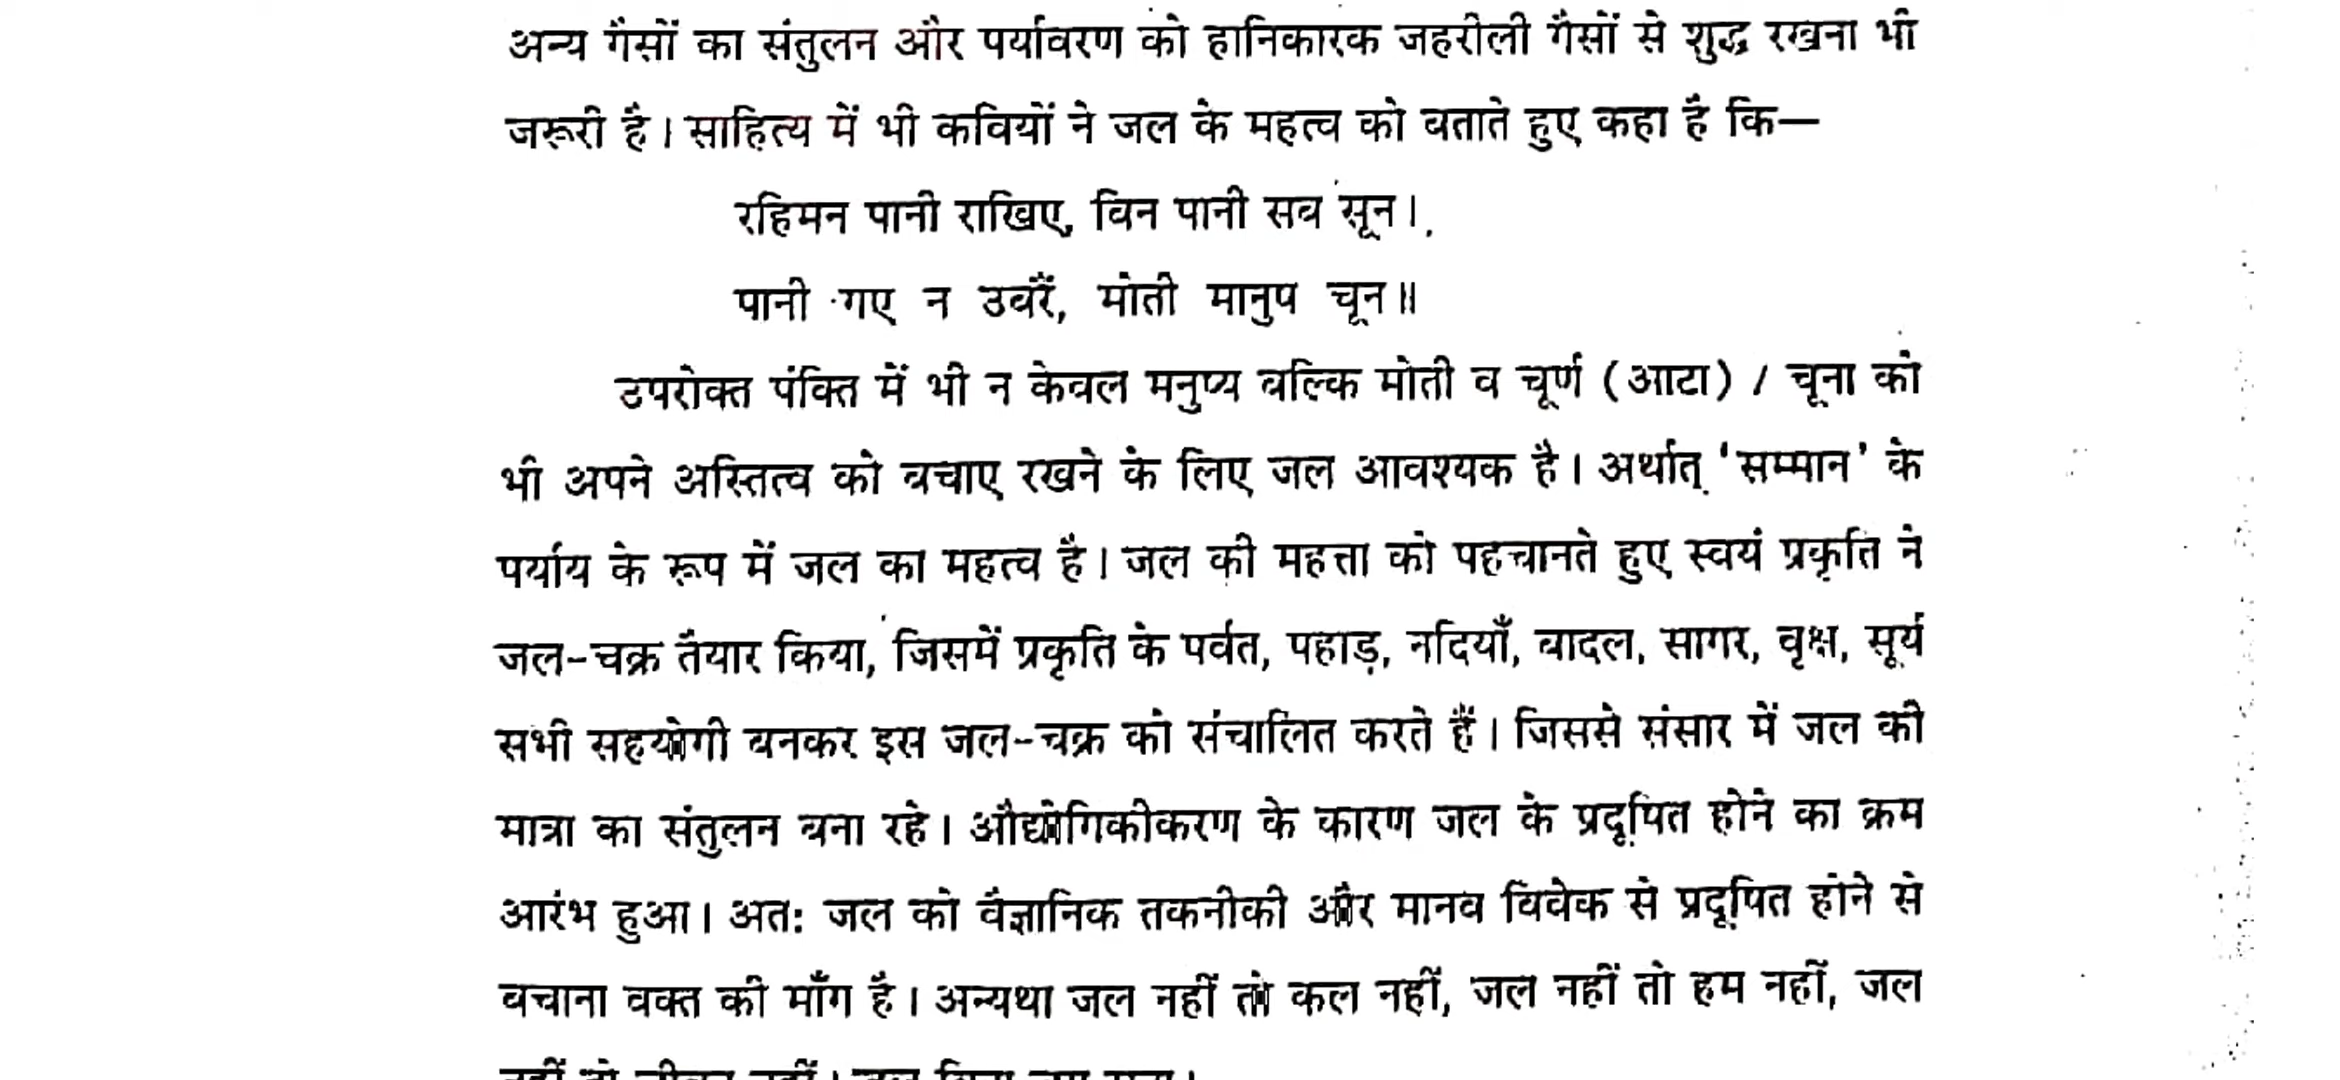 अन्य गैसों का संतुलन और पर्यावरण को हानिकारक जहरीली गैसों से शुद्ध रखना भी
जरूरी है। साहित्य में भी कवियों ने जल के महत्व को बताते हुए कहा है कि—
रहिमन पानी राखिए, बिन पानी सब सून।
पानी गए न उबरैं, मोती मानुष चून॥
उपरोक्त पंक्ति में भी न केवल मनुष्य बल्कि मोती व चूर्ण (आटा) / चूना को
भी अपने अस्तित्व को बचाए रखने के लिए जल आवश्यक है। अर्थात् 'सम्मान' के
पर्याय के रूप में जल का महत्व है। जल की महत्ता को पहचानते हुए स्वयं प्रकृति ने
जल-चक्र तैयार किया, जिसमें प्रकृति के पर्वत, पहाड़, नदियाँ, बादल, सागर, वृक्ष, सूर्य
सभी सहयोगी बनकर इस जल-चक्र को संचालित करते हैं। जिससे संसार में जल की
मात्रा का संतुलन बना रहे। औद्योगिकीकरण के कारण जल के प्रदूषित होने का क्रम
आरंभ हुआ। अतः जल को वैज्ञानिक तकनीकी और मानव विवेक से प्रदूषित होने से
बचाना वक्त की माँग है। अन्यथा जल नहीं तो कल नहीं, जल नहीं तो हम नहीं, जल